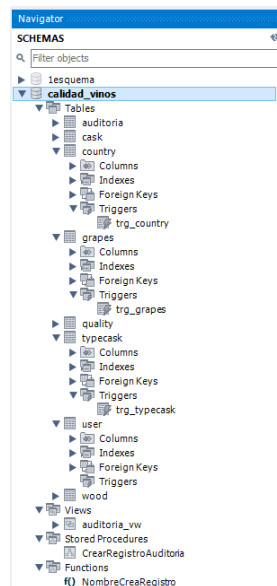 Navigator
SCHEMAS
Filter objects
1esquema
calidad_vinos
Tables
auditoria
cask
country
Columns
Indexes
Foreign Keys
Triggers
trg_country
grapes
Columns
Indexes
Foreign Keys
Triggers
trg_grapes
quality
typecask
Columns
Indexes
Foreign Keys
Triggers
trg_typecask
user
Columns
Indexes
Foreign Keys
Triggers
wood
Views
auditoria_vw
Stored Procedures
CrearRegistroAuditoria
Functions
f() NombreCreaRegistro